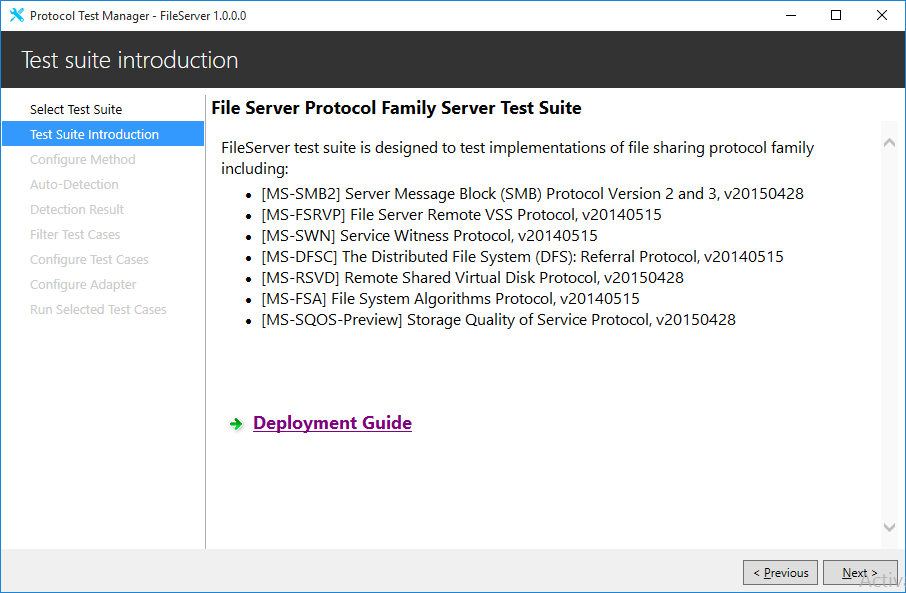 Protocol Test Manager - FileServer 1.0.0.0
Test suite introduction
Select Test Suite
Test Suite Introduction
Configure Method
Auto-Detection
Detection Result
Filter Test Cases
Configure Test Cases
Configure Adapter
Run Selected Test Cases
File Server Protocol Family Server Test Suite
FileServer test suite is designed to test implementations of file sharing protocol family
including:
• [MS-SMB2] Server Message Block (SMB) Protocol Version 2 and 3, v20150428
• [MS-FSRVP] File Server Remote VSS Protocol, v20140515
• [MS-SWN] Service Witness Protocol, v20140515
• [MS-DFSC] The Distributed File System (DFS): Referral Protocol, v20140515
• [MS-RSVD] Remote Shared Virtual Disk Protocol, v20150428
• [MS-FSA] File System Algorithms Protocol, v20140515
• [MS-SQOS-Preview] Storage Quality of Service Protocol, v20150428
Deployment Guide
< Previous
Next >